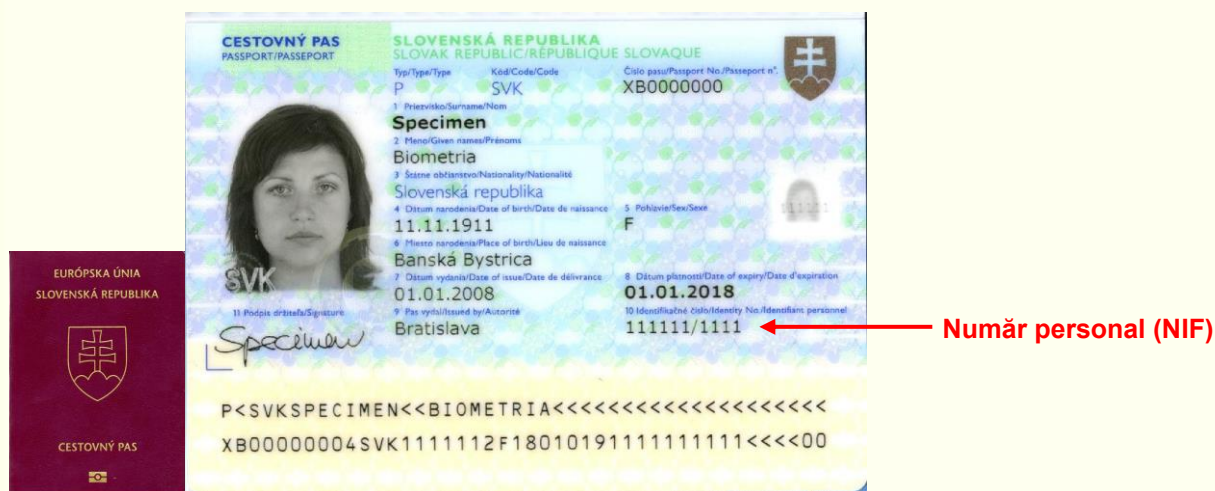 CESTOVNÝ PAS
PASSPORT/PASSEPORT
SLOVENSKÁ REPUBLIKA
SLOVAK REPUBLIC/RÉPUBLIQUE SLOVAQUE
Typ/Type/Type Kód/Code/Code Číslo pasu/Passport No./Passeport n°.
P SVK XB0000000
1 Priezvisko/Surname/Nom
Specimen
2 Meno/Given names/Prénoms
Biometria
3 Štátne občianstvo/Nationality/Nationalité
Slovenská republika
4 Dátum narodenia/Date of birth/Date de naissance 5 Pohlavie/Sex/Sexe
11.11.1911 F
111111
6 Miesto narodenia/Place of birth/Lieu de naissance
Banská Bystrica
SVK
7 Dátum vydania/Date of issue/Date de délivrance 8 Dátum platnosti/Date of expiry/Date d'expiration
01.01.2008 01.01.2018
11 Podpis držiteľa/Signature 9 Pas vydal/Issued by/Autorité 10 Identifikačné číslo/Identity No./Identifiant personnel
Specimen Bratislava 111111/1111
Număr personal (NIF)
P<SVKSPECIMEN<<BIOMETRIA<<<<<<<<<<<<<<<<<<<
XB00000004SVK1111112F18010191111111111<<<<00
EURÓPSKA ÚNIA
SLOVENSKÁ REPUBLIKA
CESTOVNÝ PAS